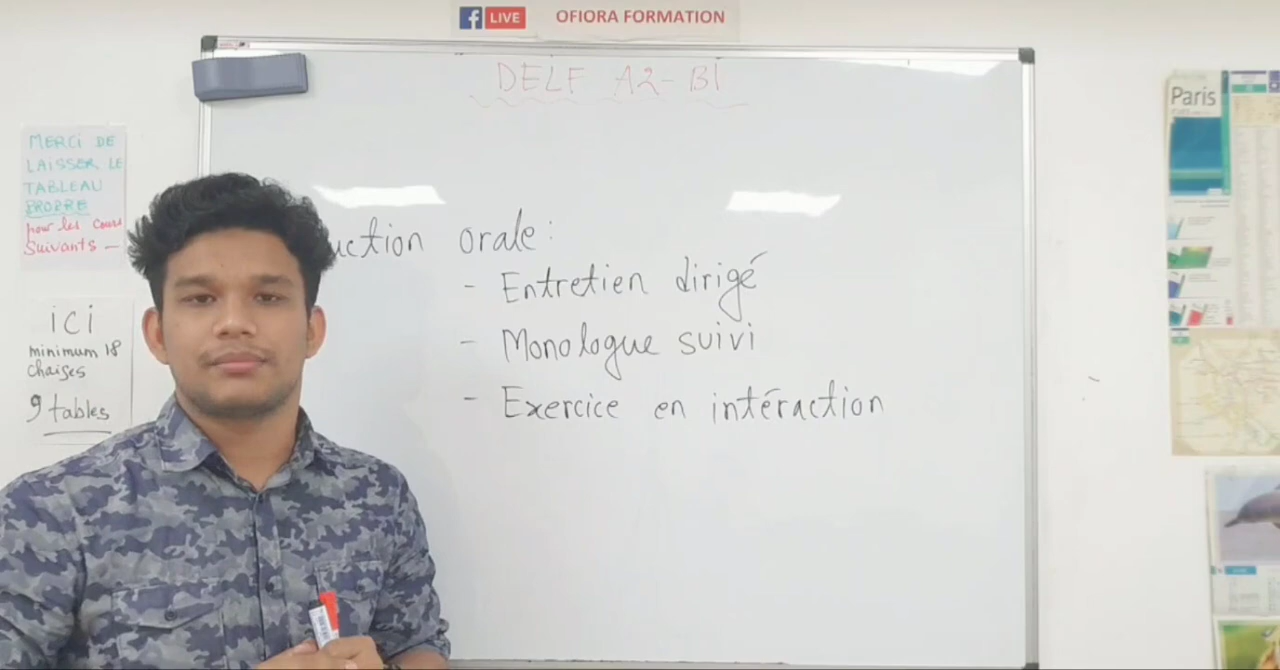 LIVE OFIORA FORMATION
DELF A2-B1
MERCI DE
LAISSER LE
TABLEAU
PROPRE
pour les cours
Suivants -
ici
minimum 18
chaises
9 tables
uction orale:
- Entretien dirigé
- Monologue suivi
- Exercice en intéraction
Paris